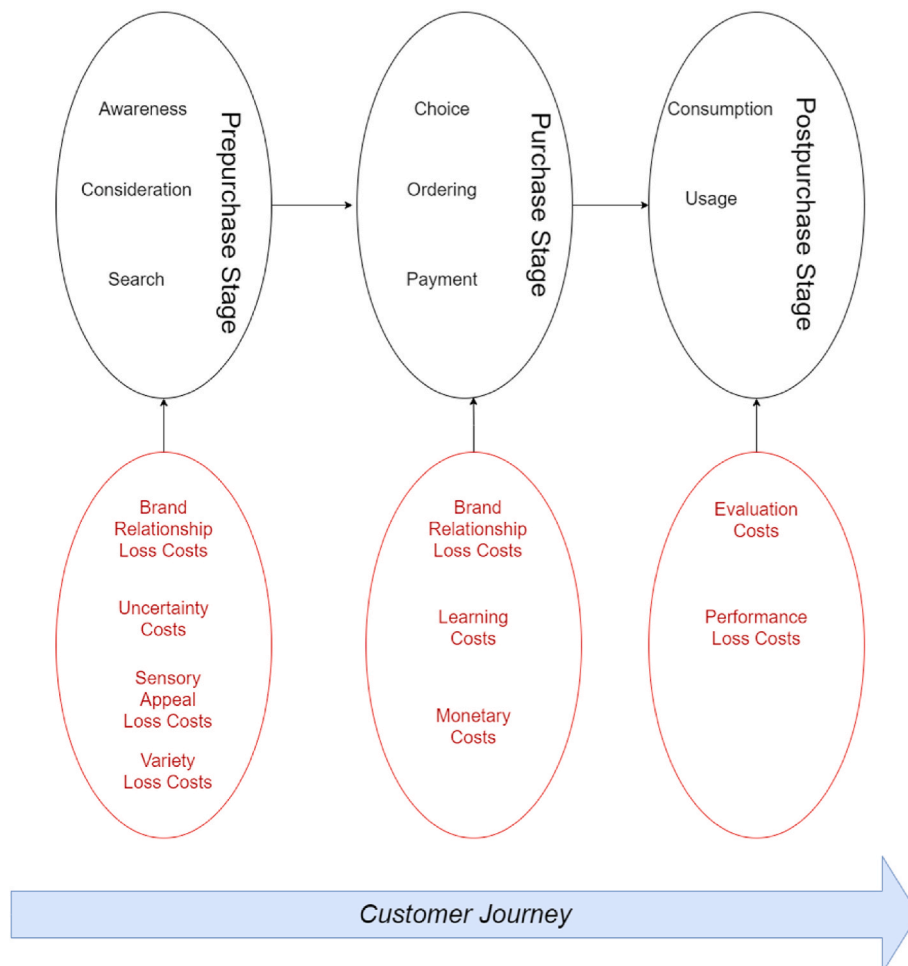 Awareness
Consideration
Search
Prepurchase Stage
Choice
Ordering
Payment
Purchase Stage
Consumption
Usage
Postpurchase Stage
Brand
Relationship
Loss Costs
Uncertainty
Costs
Sensory
Appeal
Loss Costs
Variety
Loss Costs
Brand
Relationship
Loss Costs
Learning
Costs
Monetary
Costs
Evaluation
Costs
Performance
Loss Costs
Customer Journey